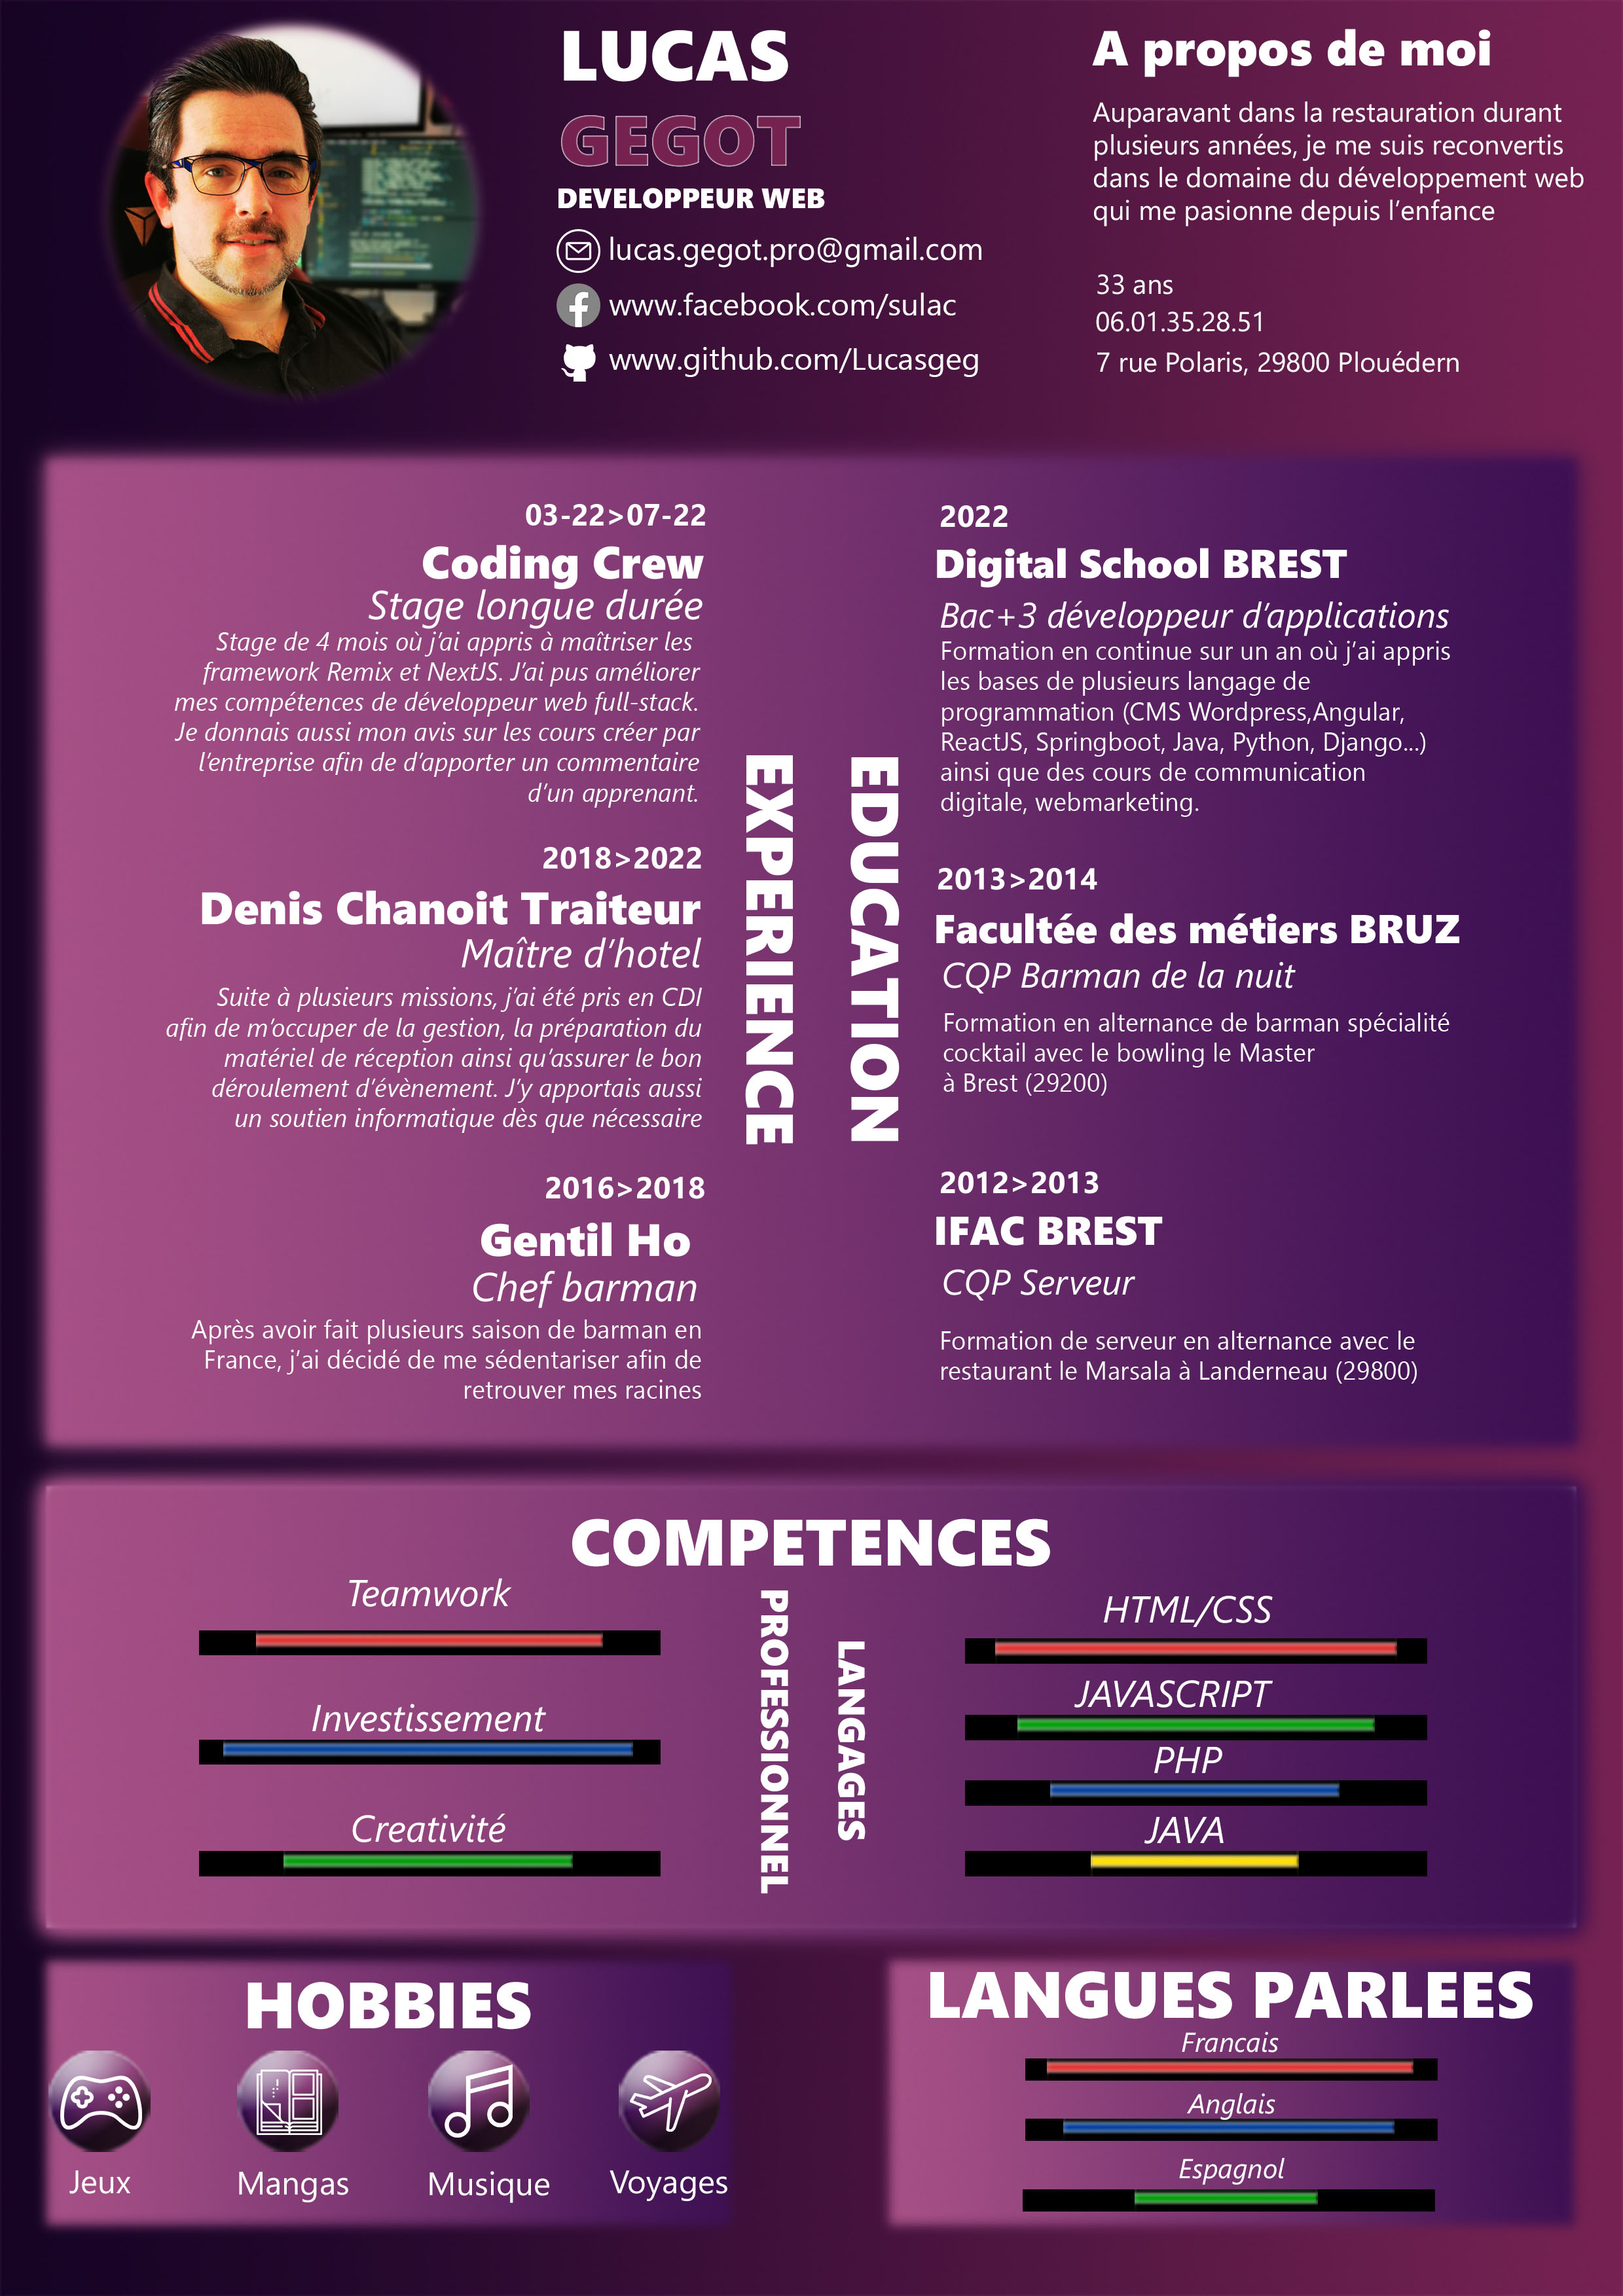 LUCAS
GEGOT
DEVELOPPEUR WEB
lucas.gegot.pro@gmail.com
www.facebook.com/sulac
www.github.com/Lucasgeg
A propos de moi
Auparavant dans la restauration durant
plusieurs années, je me suis reconvertis
dans le domaine du développement web
qui me pasionne depuis l'enfance
33 ans
06.01.35.28.51
7 rue Polaris, 29800 Plouédern
EXPERIENCE
03-22>07-22
Coding Crew
Stage longue durée
Stage de 4 mois où j'ai appris à maîtriser les
framework Remix et NextJS. J'ai pus améliorer
mes compétences de développeur web full-stack.
Je donnais aussi mon avis sur les cours créer par
l'entreprise afin de d'apporter un commentaire
d'un apprenant.
2018>2022
Denis Chanoit Traiteur
Maître d'hotel
Suite à plusieurs missions, j'ai été pris en CDI
afin de m'occuper de la gestion, la préparation du
matériel de réception ainsi qu'assurer le bon
déroulement d'évènement. J'y apportais aussi
un soutien informatique dès que nécessaire
2016>2018
Gentil Ho
Chef barman
Après avoir fait plusieurs saison de barman en
France, j'ai décidé de me sédentariser afin de
retrouver mes racines
EDUCATION
2022
Digital School BREST
Bac+3 développeur d'applications
Formation en continue sur un an où j'ai appris
les bases de plusieurs langage de
programmation (CMS Wordpress,Angular,
ReactJS, Springboot, Java, Python, Django...)
ainsi que des cours de communication
digitale, webmarketing.
2013>2014
Facultée des métiers BRUZ
CQP Barman de la nuit
Formation en alternance de barman spécialité
cocktail avec le bowling le Master
à Brest (29200)
2012>2013
IFAC BREST
CQP Serveur
Formation de serveur en alternance avec le
restaurant le Marsala à Landerneau (29800)
COMPETENCES
PROFESSIONNEL
Teamwork
Investissement
Creativité
LANGAGES
HTML/CSS
JAVASCRIPT
PHP
JAVA
HOBBIES
Jeux
Mangas
Musique
Voyages
LANGUES PARLEES
Francais
Anglais
Espagnol